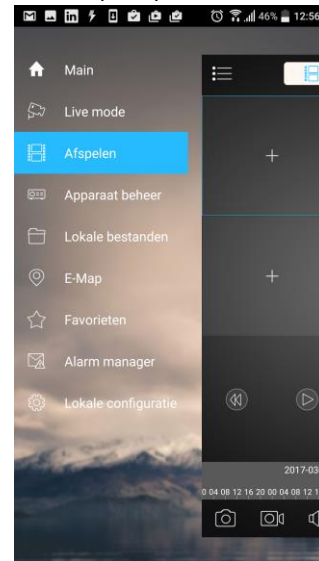 46% 12:56
Main
Live mode
Afspelen
Apparaat beheer
Lokale bestanden
E-Map
Favorieten
Alarm manager
Lokale configuratie
2017-03
0 04 08 12 16 20 00 04 08 12 1